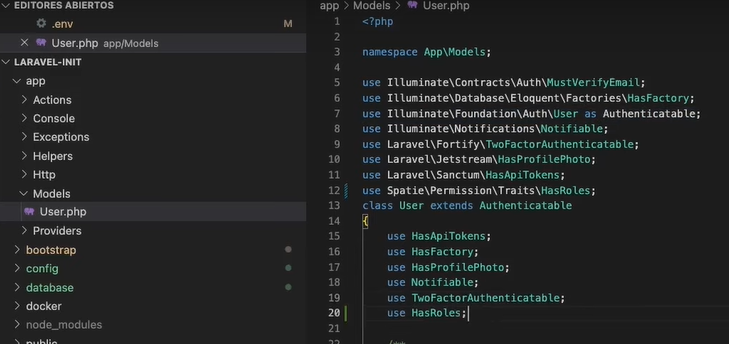 EDITORES ABIERTOS
.env M
User.php app/Models
LARAVEL-INIT
app
Actions
Console
Exceptions
Helpers
Http
Models
User.php
Providers
bootstrap
config
database
docker
node_modules
public
app > Models > User.php
1 <?php
2
3 namespace App\Models;
4
5 use Illuminate\Contracts\Auth\MustVerifyEmail;
6 use Illuminate\Database\Eloquent\Factories\HasFactory;
7 use Illuminate\Foundation\Auth\User as Authenticatable;
8 use Illuminate\Notifications\Notifiable;
9 use Laravel\Fortify\TwoFactorAuthenticatable;
10 use Laravel\Jetstream\HasProfilePhoto;
11 use Laravel\Sanctum\HasApiTokens;
12 use Spatie\Permission\Traits\HasRoles;
13 class User extends Authenticatable
14 {
15 use HasApiTokens;
16 use HasFactory;
17 use HasProfilePhoto;
18 use Notifiable;
19 use TwoFactorAuthenticatable;
20 use HasRoles;
21
22 /**